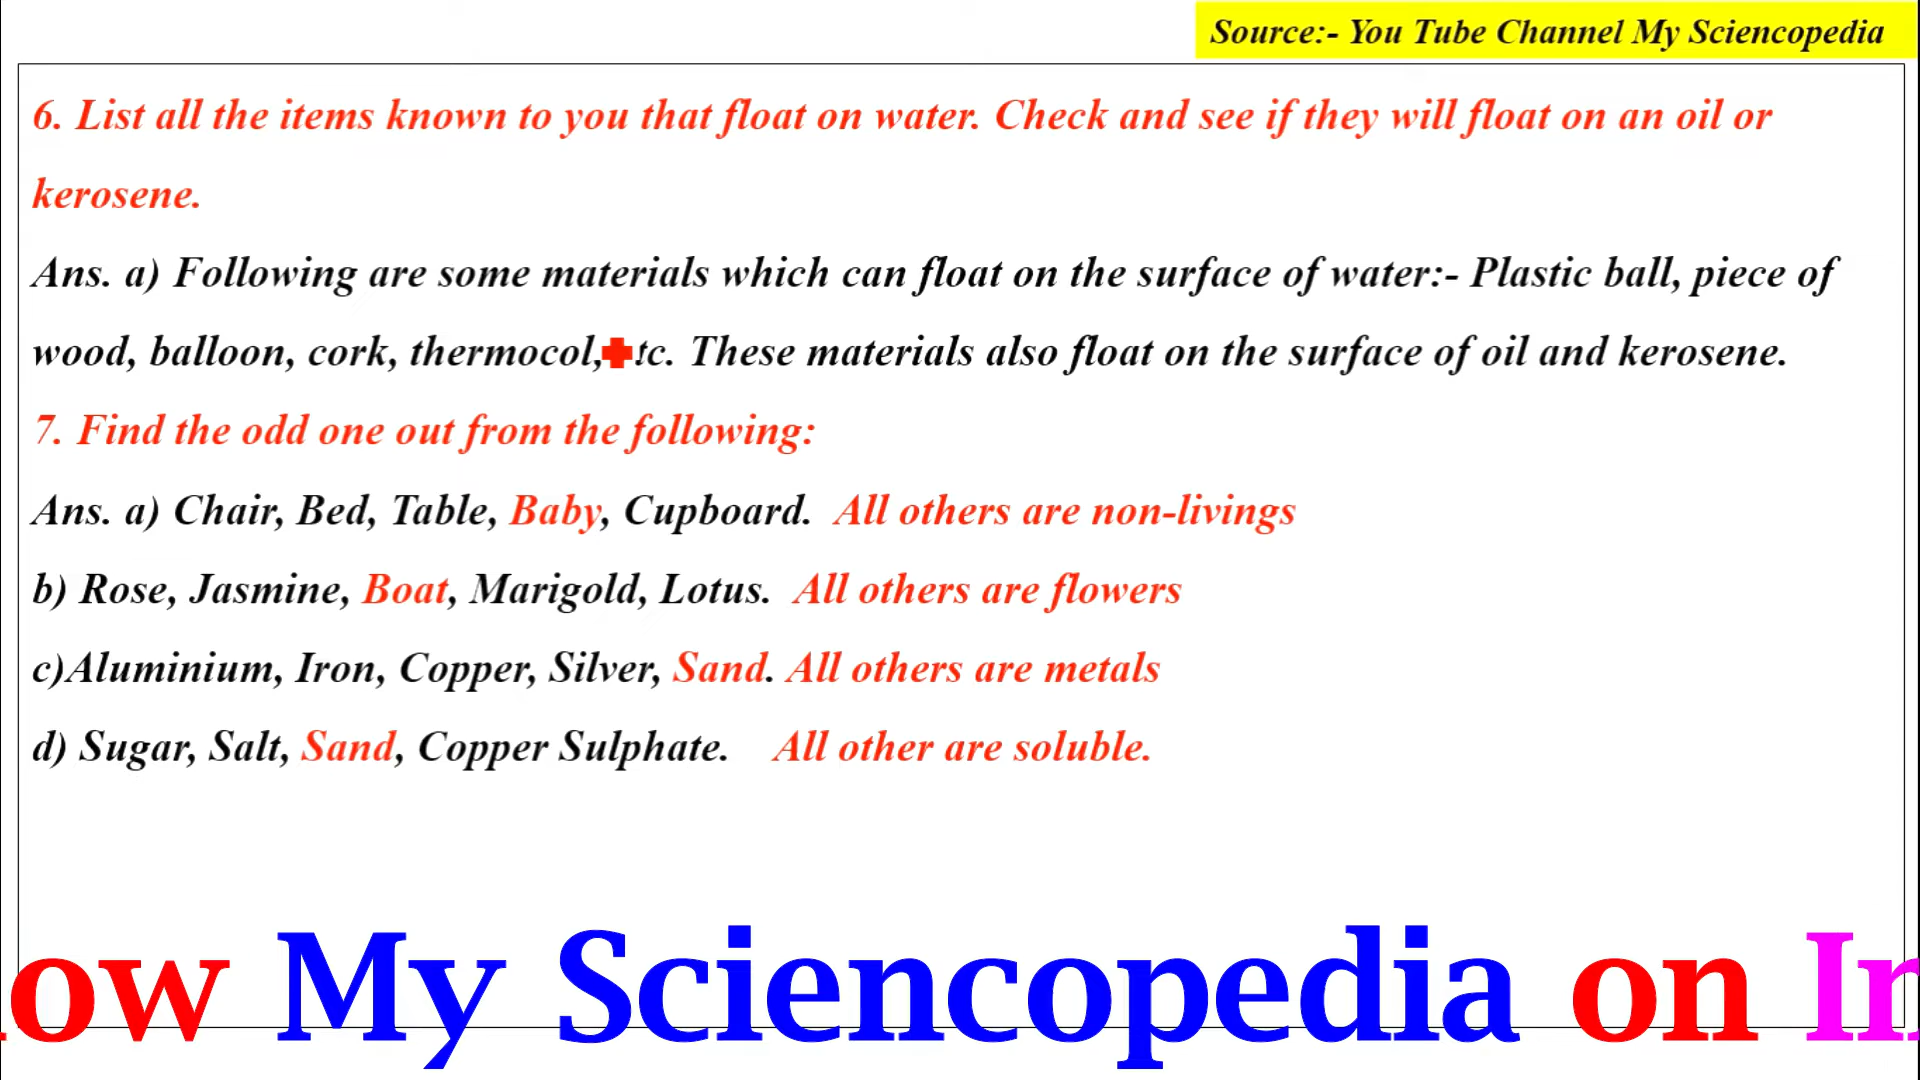 Source:- You Tube Channel My Sciencopedia
6. List all the items known to you that float on water. Check and see if they will float on an oil or
kerosene.
Ans. a) Following are some materials which can float on the surface of water:- Plastic ball, piece of
wood, balloon, cork, thermocol, tc. These materials also float on the surface of oil and kerosene.
7. Find the odd one out from the following:
Ans. a) Chair, Bed, Table, Baby, Cupboard. All others are non-livings
b) Rose, Jasmine, Boat, Marigold, Lotus. All others are flowers
c)Aluminium, Iron, Copper, Silver, Sand. All others are metals
d) Sugar, Salt, Sand, Copper Sulphate. All other are soluble.
ow My Sciencopedia on In